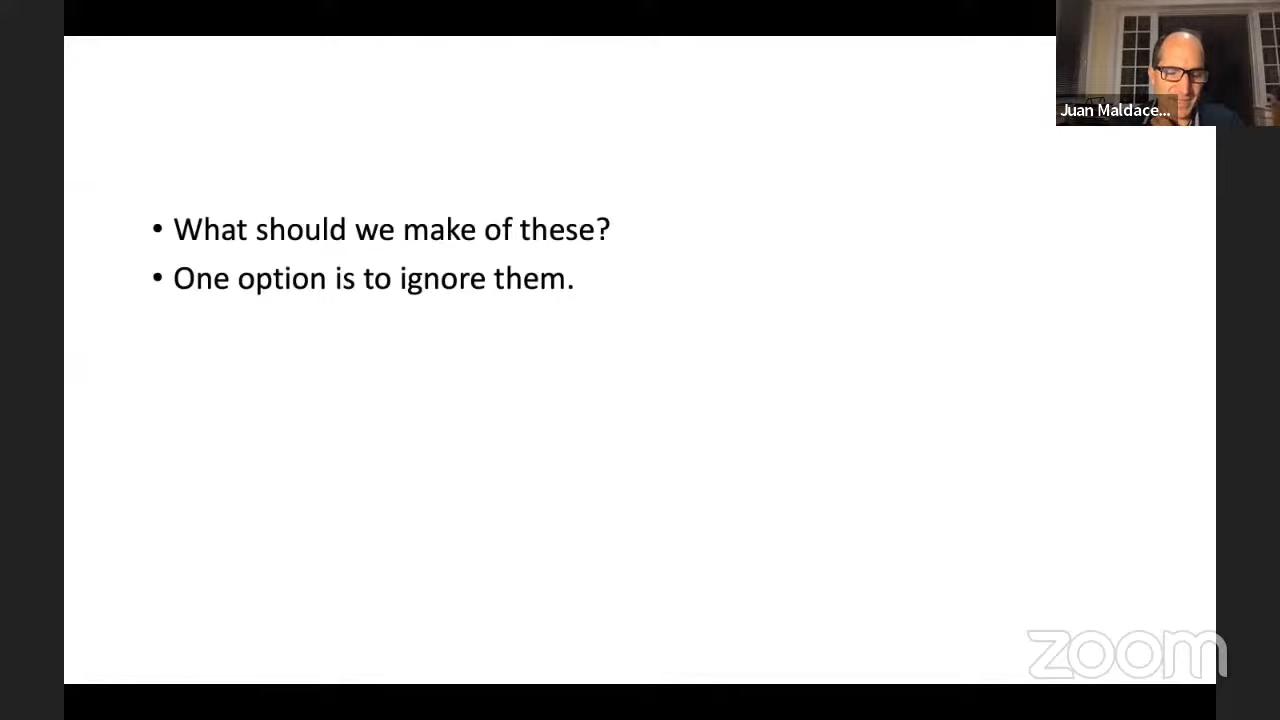 Juan Maldace...
• What should we make of these?
• One option is to ignore them.
zoom